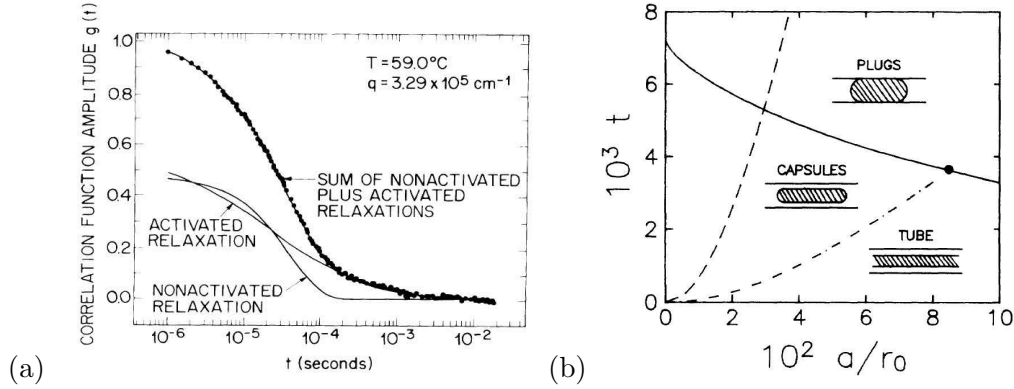 CORRELATION FUNCTION AMPLITUDE g (t)
1.0
0.8
0.6
0.4
0.2
0.0
T = 59.0°C
q = 3.29 x 10⁵ cm⁻¹
SUM OF NONACTIVATED
PLUS ACTIVATED
RELAXATIONS
ACTIVATED
RELAXATION
NONACTIVATED
RELAXATION
10⁻⁶
10⁻⁵
10⁻⁴
10⁻³
10⁻²
t (seconds)
(a)
10³ t
8
6
4
2
0
PLUGS
CAPSULES
TUBE
0
2
4
6
8
10
10² a/r₀
(b)